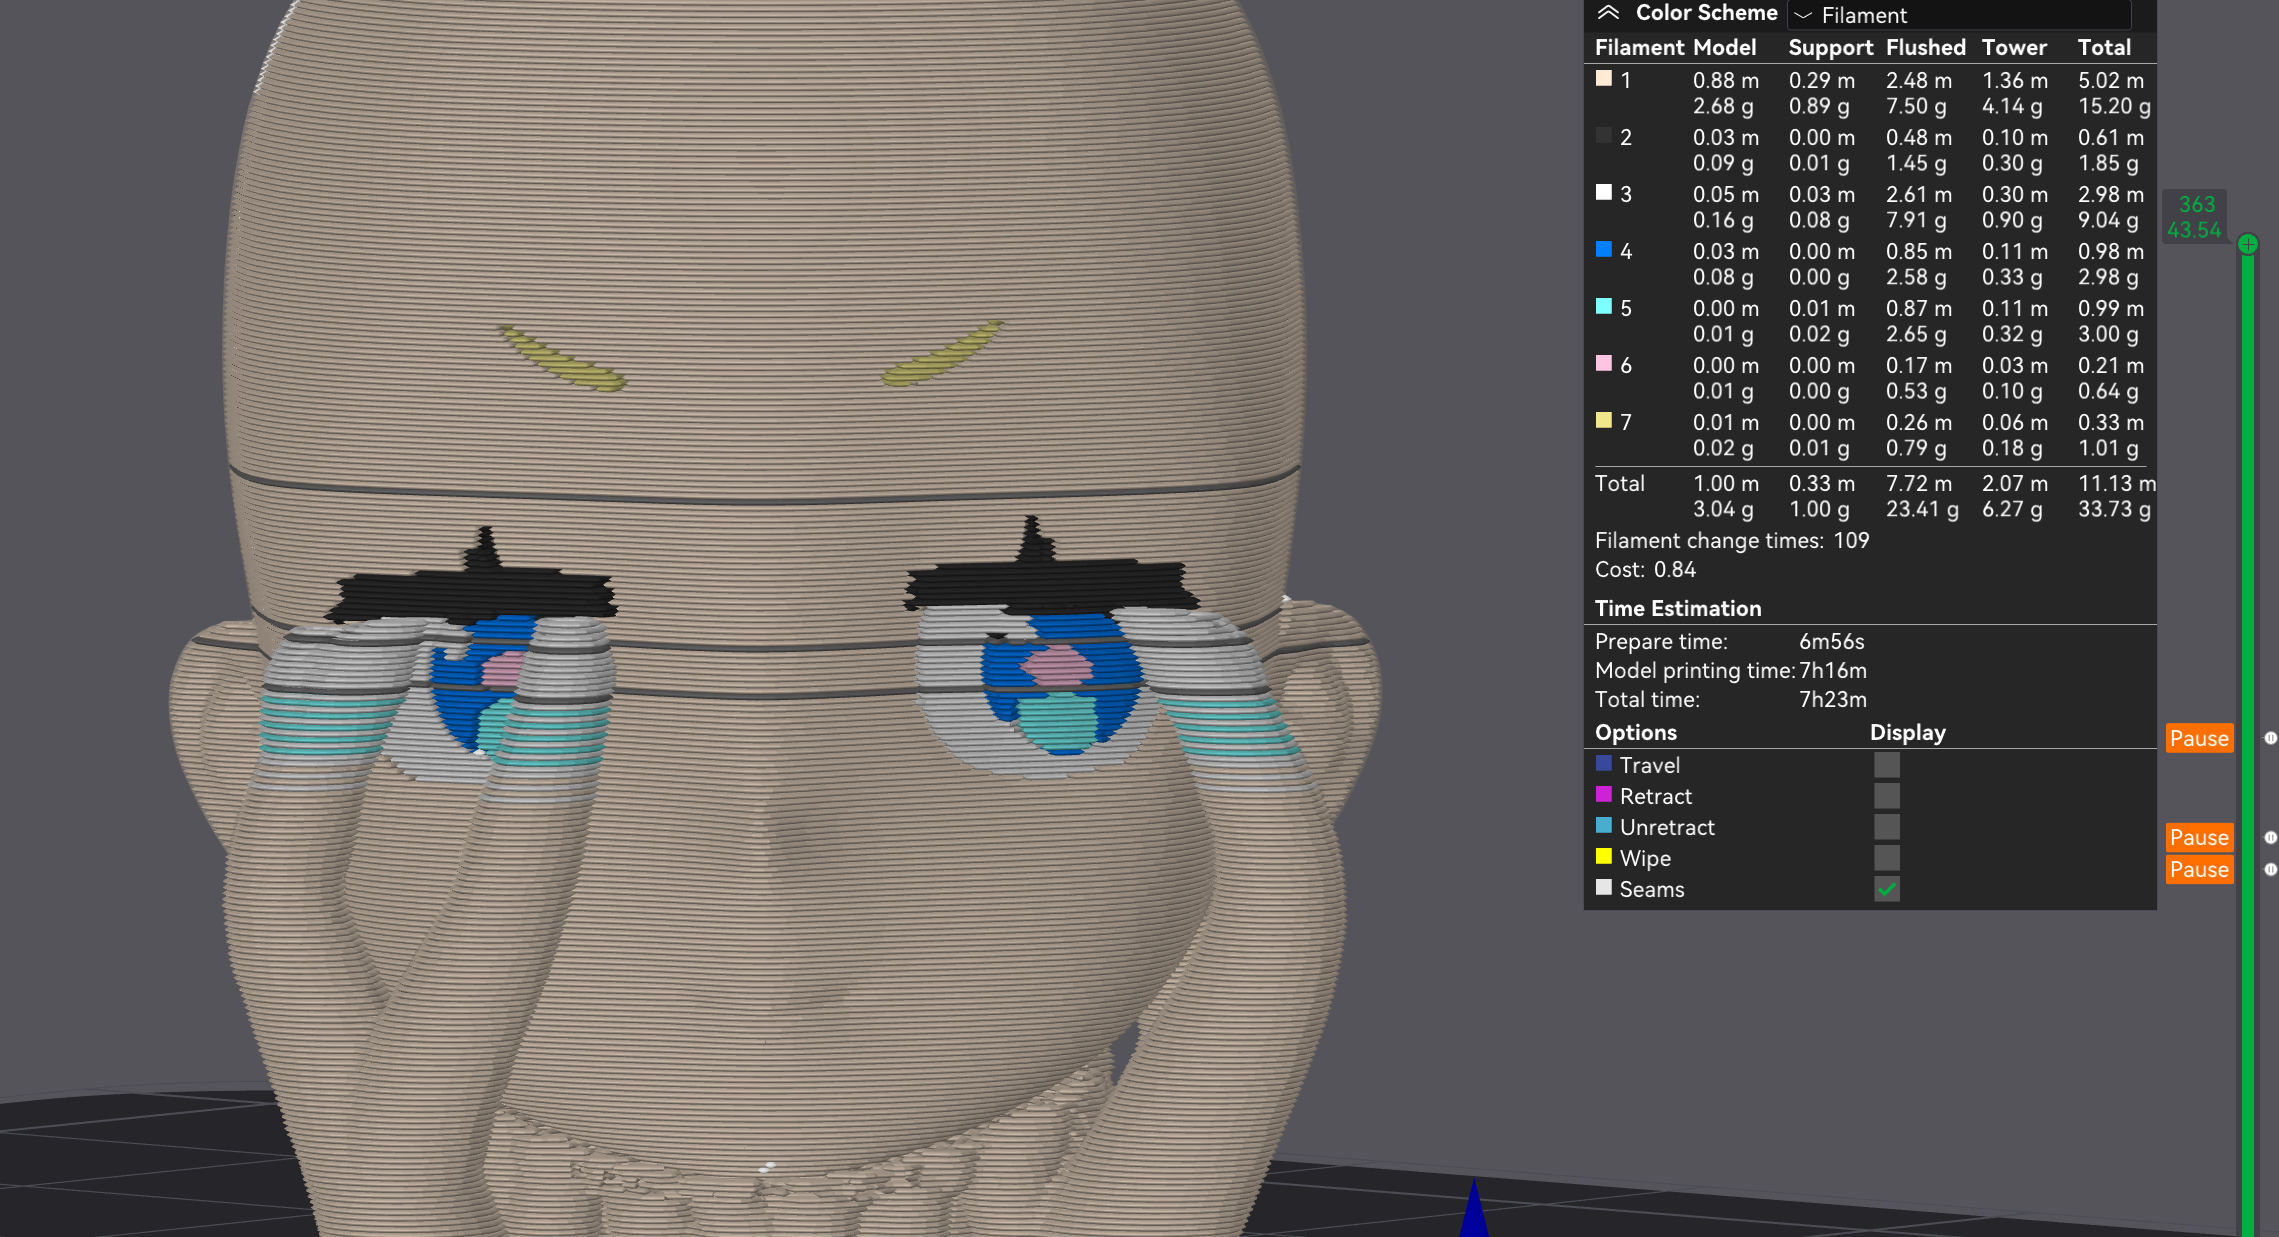 Color Scheme Filament
Filament Model Support Flushed Tower Total
1 0.88 m 0.29 m 2.48 m 1.36 m 5.02 m
2.68 g 0.89 g 7.50 g 4.14 g 15.20 g
2 0.03 m 0.00 m 0.48 m 0.10 m 0.61 m
0.09 g 0.01 g 1.45 g 0.30 g 1.85 g
3 0.05 m 0.03 m 2.61 m 0.30 m 2.98 m
0.16 g 0.08 g 7.91 g 0.90 g 9.04 g
4 0.03 m 0.00 m 0.85 m 0.11 m 0.98 m
0.08 g 0.00 g 2.58 g 0.33 g 2.98 g
5 0.00 m 0.01 m 0.87 m 0.11 m 0.99 m
0.01 g 0.02 g 2.65 g 0.32 g 3.00 g
6 0.00 m 0.00 m 0.17 m 0.03 m 0.21 m
0.01 g 0.00 g 0.53 g 0.10 g 0.64 g
7 0.01 m 0.00 m 0.26 m 0.06 m 0.33 m
0.02 g 0.01 g 0.79 g 0.18 g 1.01 g
Total 1.00 m 0.33 m 7.72 m 2.07 m 11.13 m
3.04 g 1.00 g 23.41 g 6.27 g 33.73 g
Filament change times: 109
Cost: 0.84
Time Estimation
Prepare time: 6m56s
Model printing time: 7h16m
Total time: 7h23m
Options Display
Travel
Retract
Unretract
Wipe
Seams
363
43.54
Pause
Pause
Pause